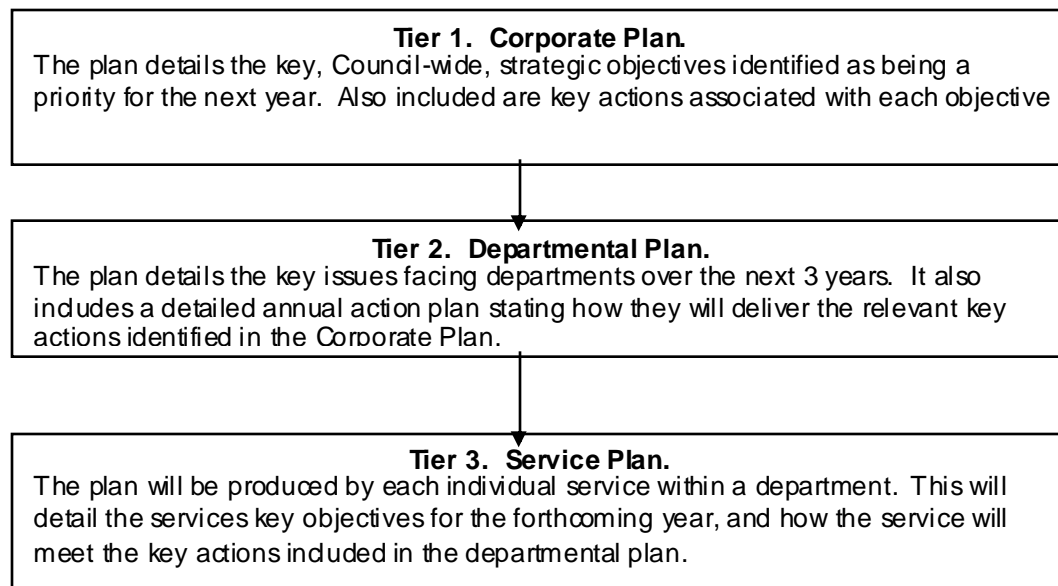 Tier 1. Corporate Plan.
The plan details the key, Council-wide, strategic objectives identified as being a
priority for the next year. Also included are key actions associated with each objective
Tier 2. Departmental Plan.
The plan details the key issues facing departments over the next 3 years. It also
includes a detailed annual action plan stating how they will deliver the relevant key
actions identified in the Corporate Plan.
Tier 3. Service Plan.
The plan will be produced by each individual service within a department. This will
detail the services key objectives for the forthcoming year, and how the service will
meet the key actions included in the departmental plan.